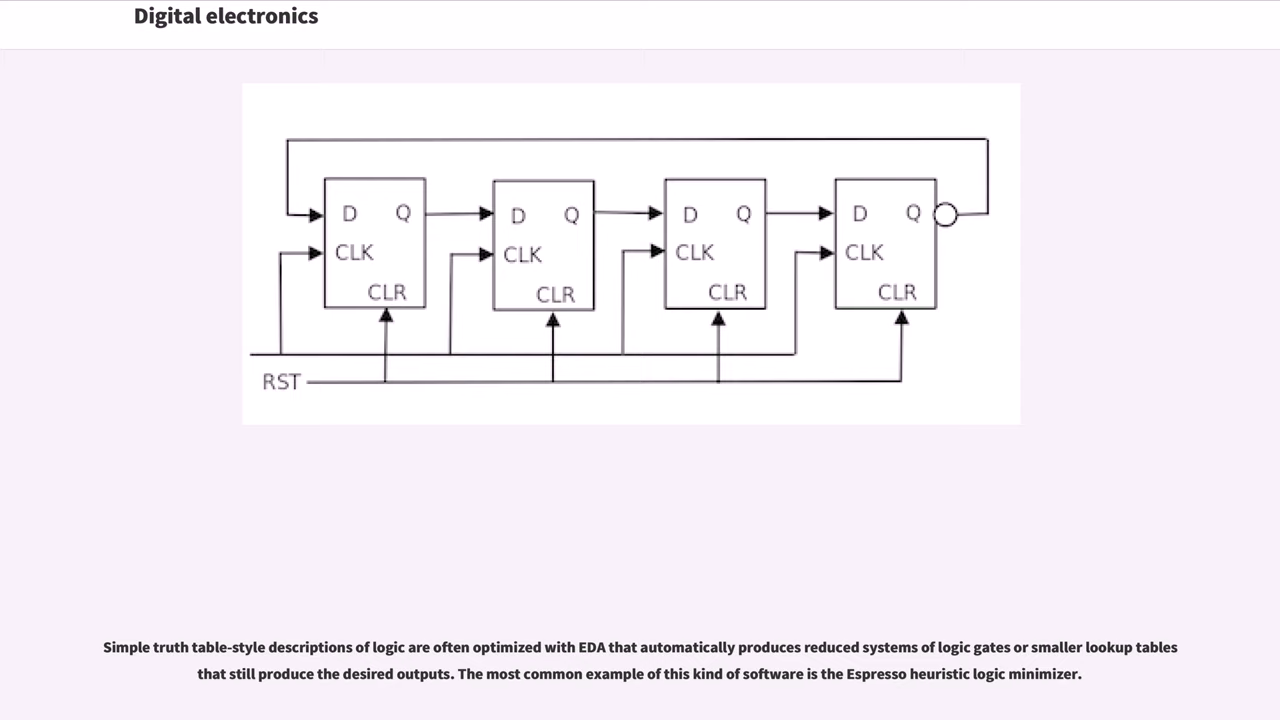 Digital electronics
D Q D Q D Q D Q
CLK CLK CLK CLK
CLR CLR CLR CLR
RST
Simple truth table-style descriptions of logic are often optimized with EDA that automatically produces reduced systems of logic gates or smaller lookup tables
that still produce the desired outputs. The most common example of this kind of software is the Espresso heuristic logic minimizer.